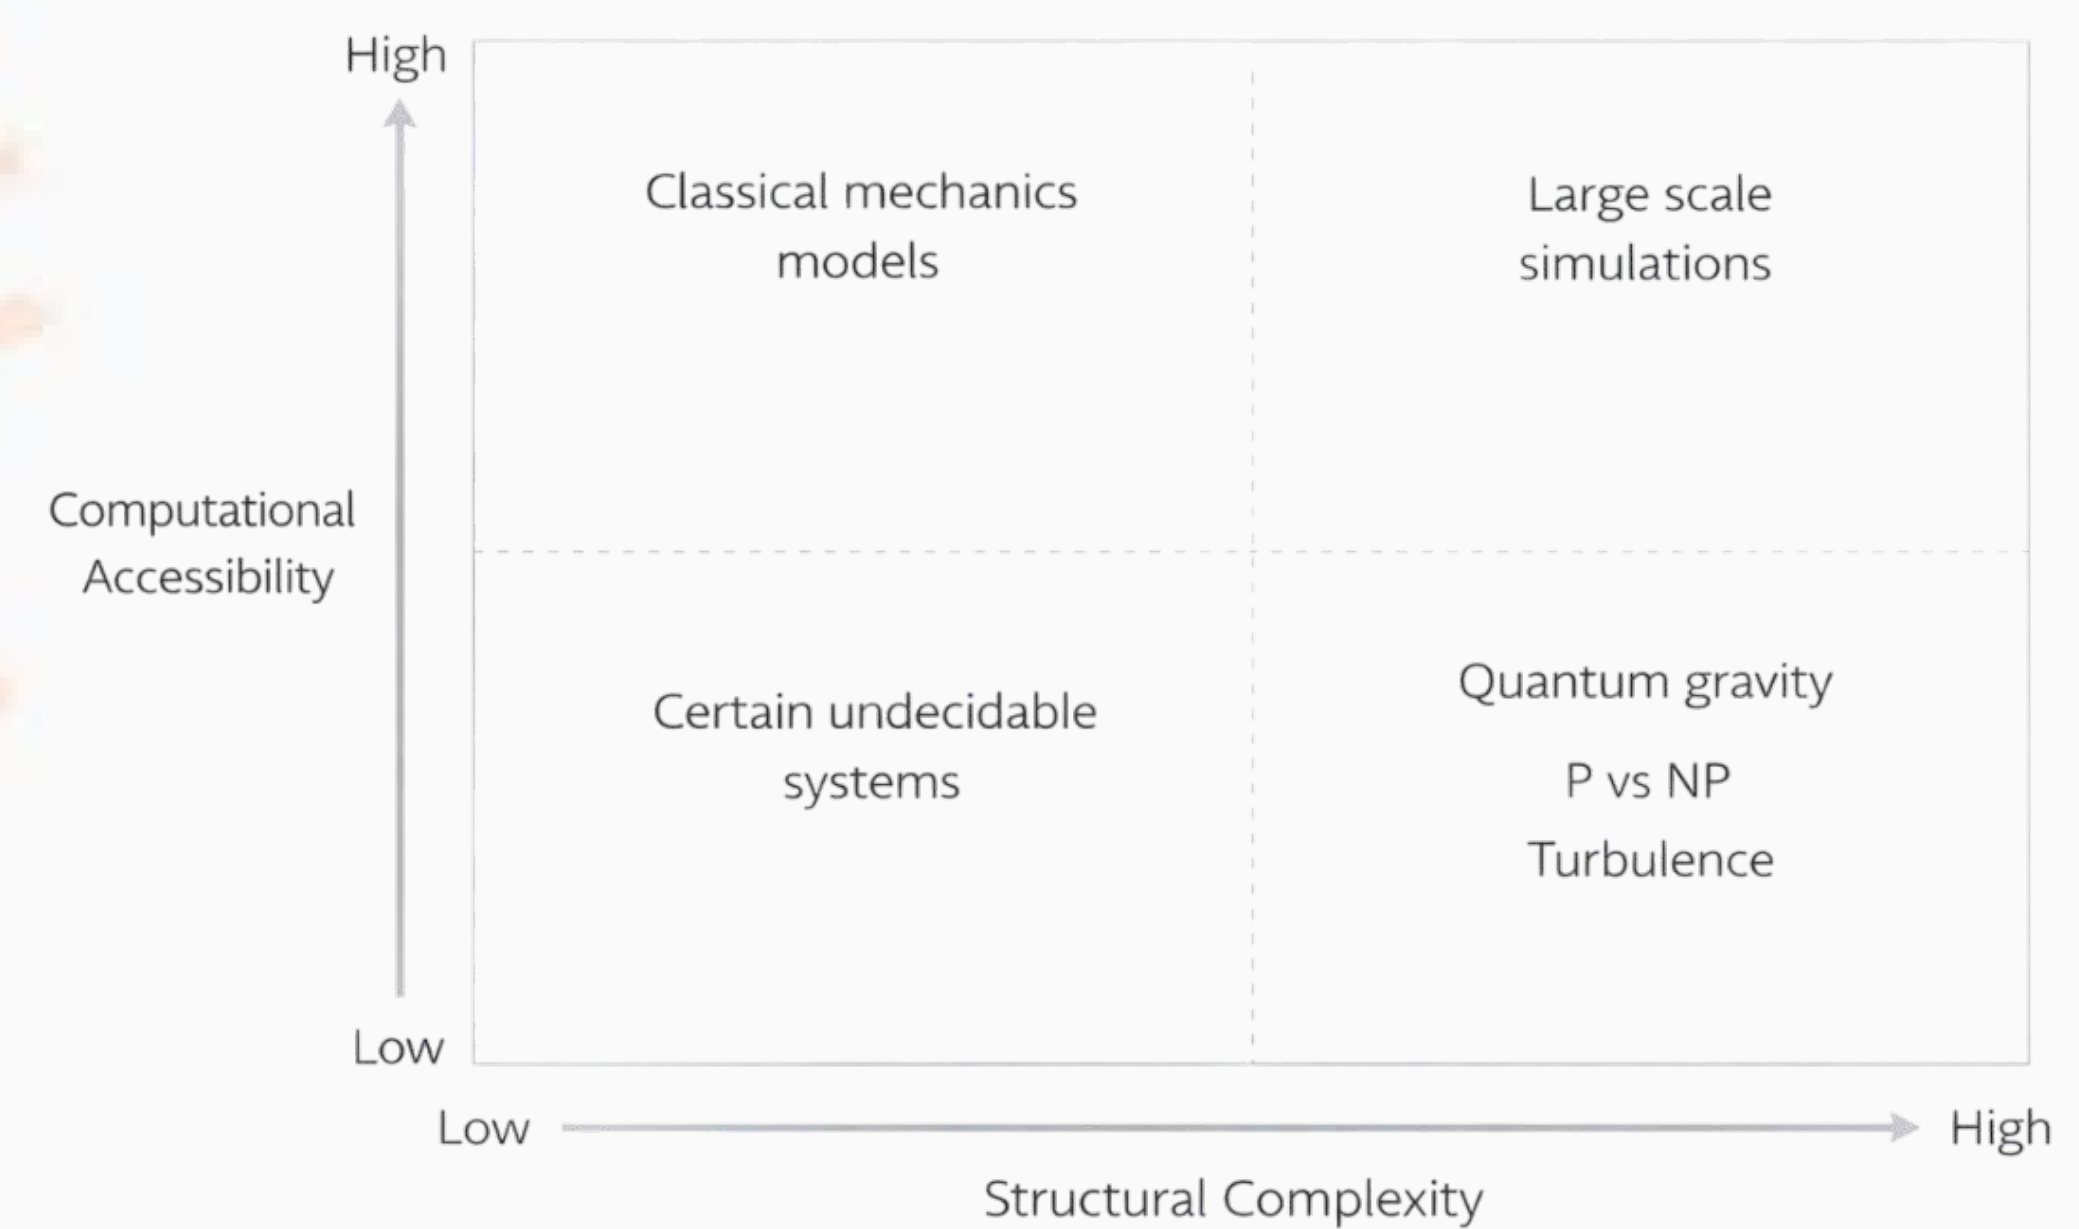 High
Classical mechanics
models
Large scale
simulations
Computational
Accessibility
Certain undecidable
systems
Quantum gravity
P vs NP
Turbulence
Low
Low
High
Structural Complexity